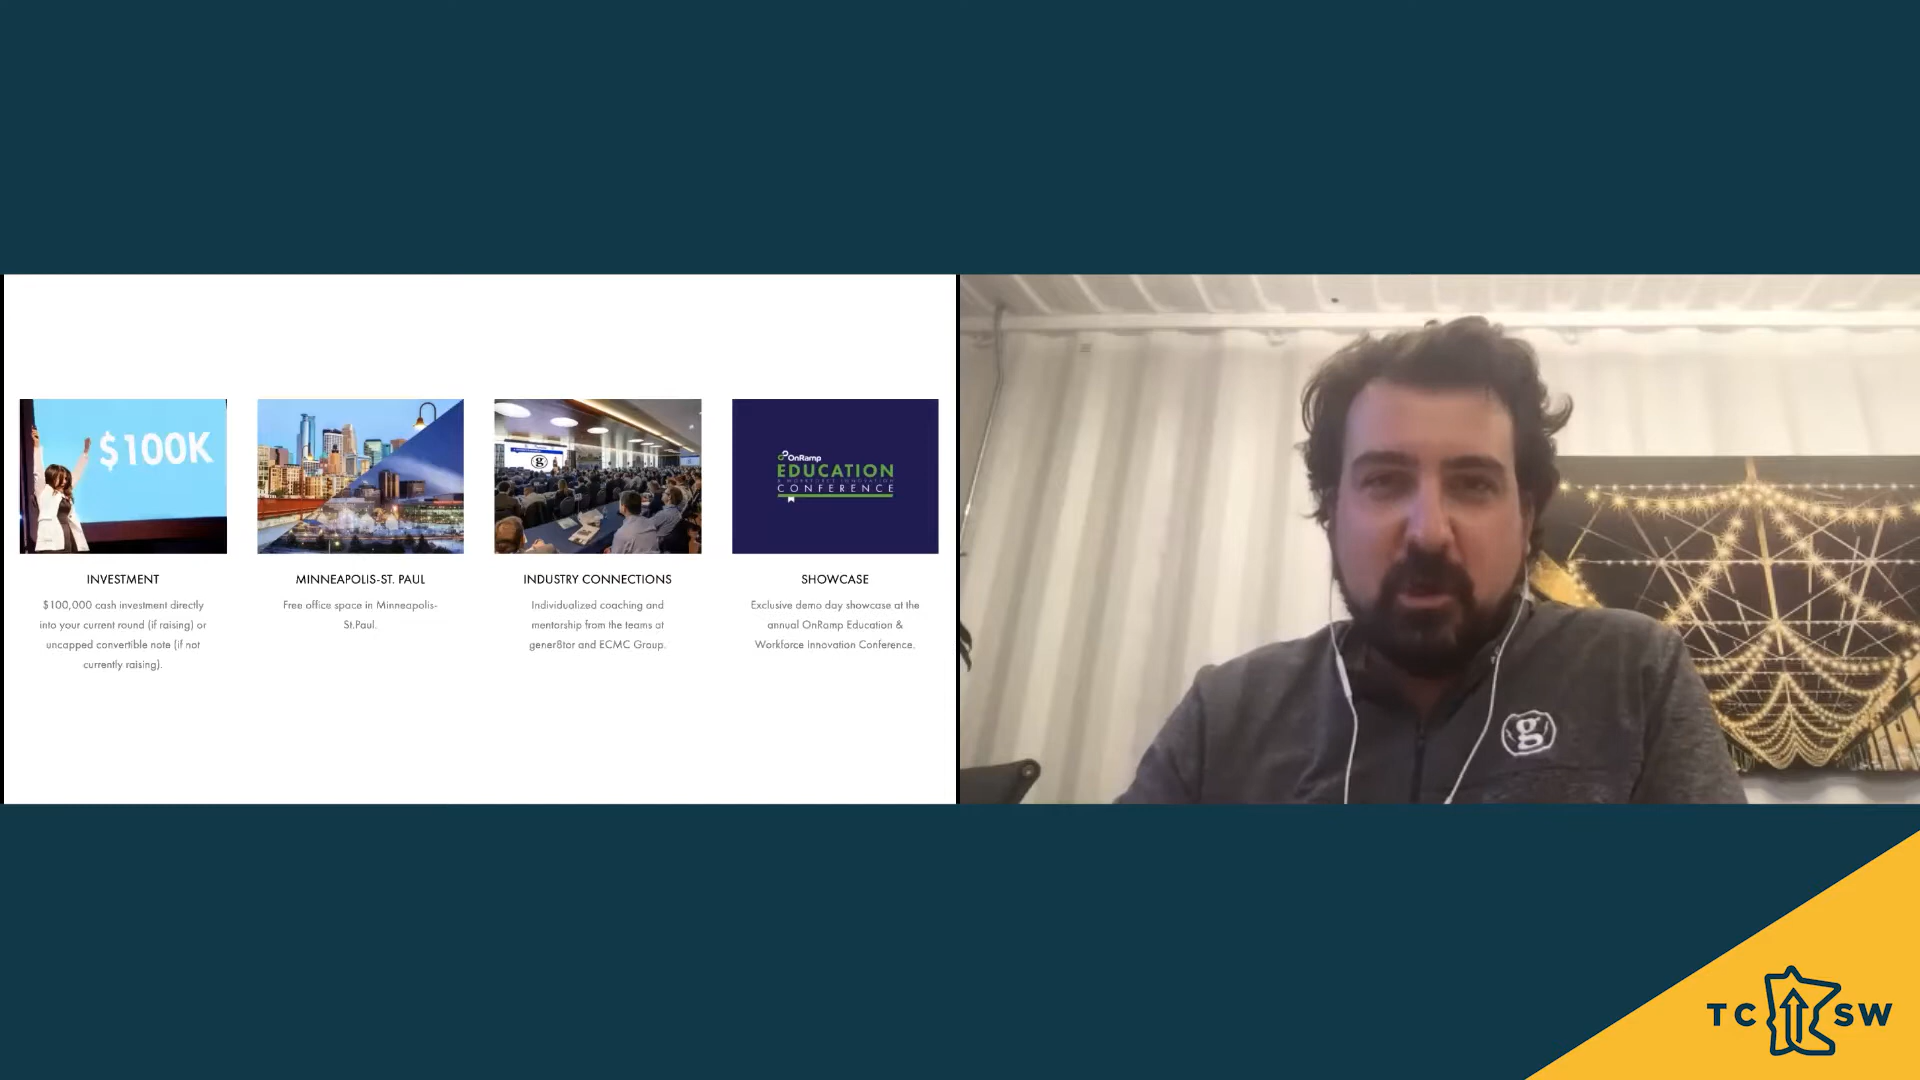 $100K
g
OnRamp
EDUCATION
& WORKFORCE INNOVATION
CONFERENCE
INVESTMENT
$100,000 cash investment directly
into your current round (if raising) or
uncapped convertible note (if not
currently raising).
MINNEAPOLIS-ST. PAUL
Free office space in Minneapolis-
St.Paul.
INDUSTRY CONNECTIONS
Individualized coaching and
mentorship from the teams at
gener8tor and ECMC Group.
SHOWCASE
Exclusive demo day showcase at the
annual OnRamp Education &
Workforce Innovation Conference.
g
TC SW